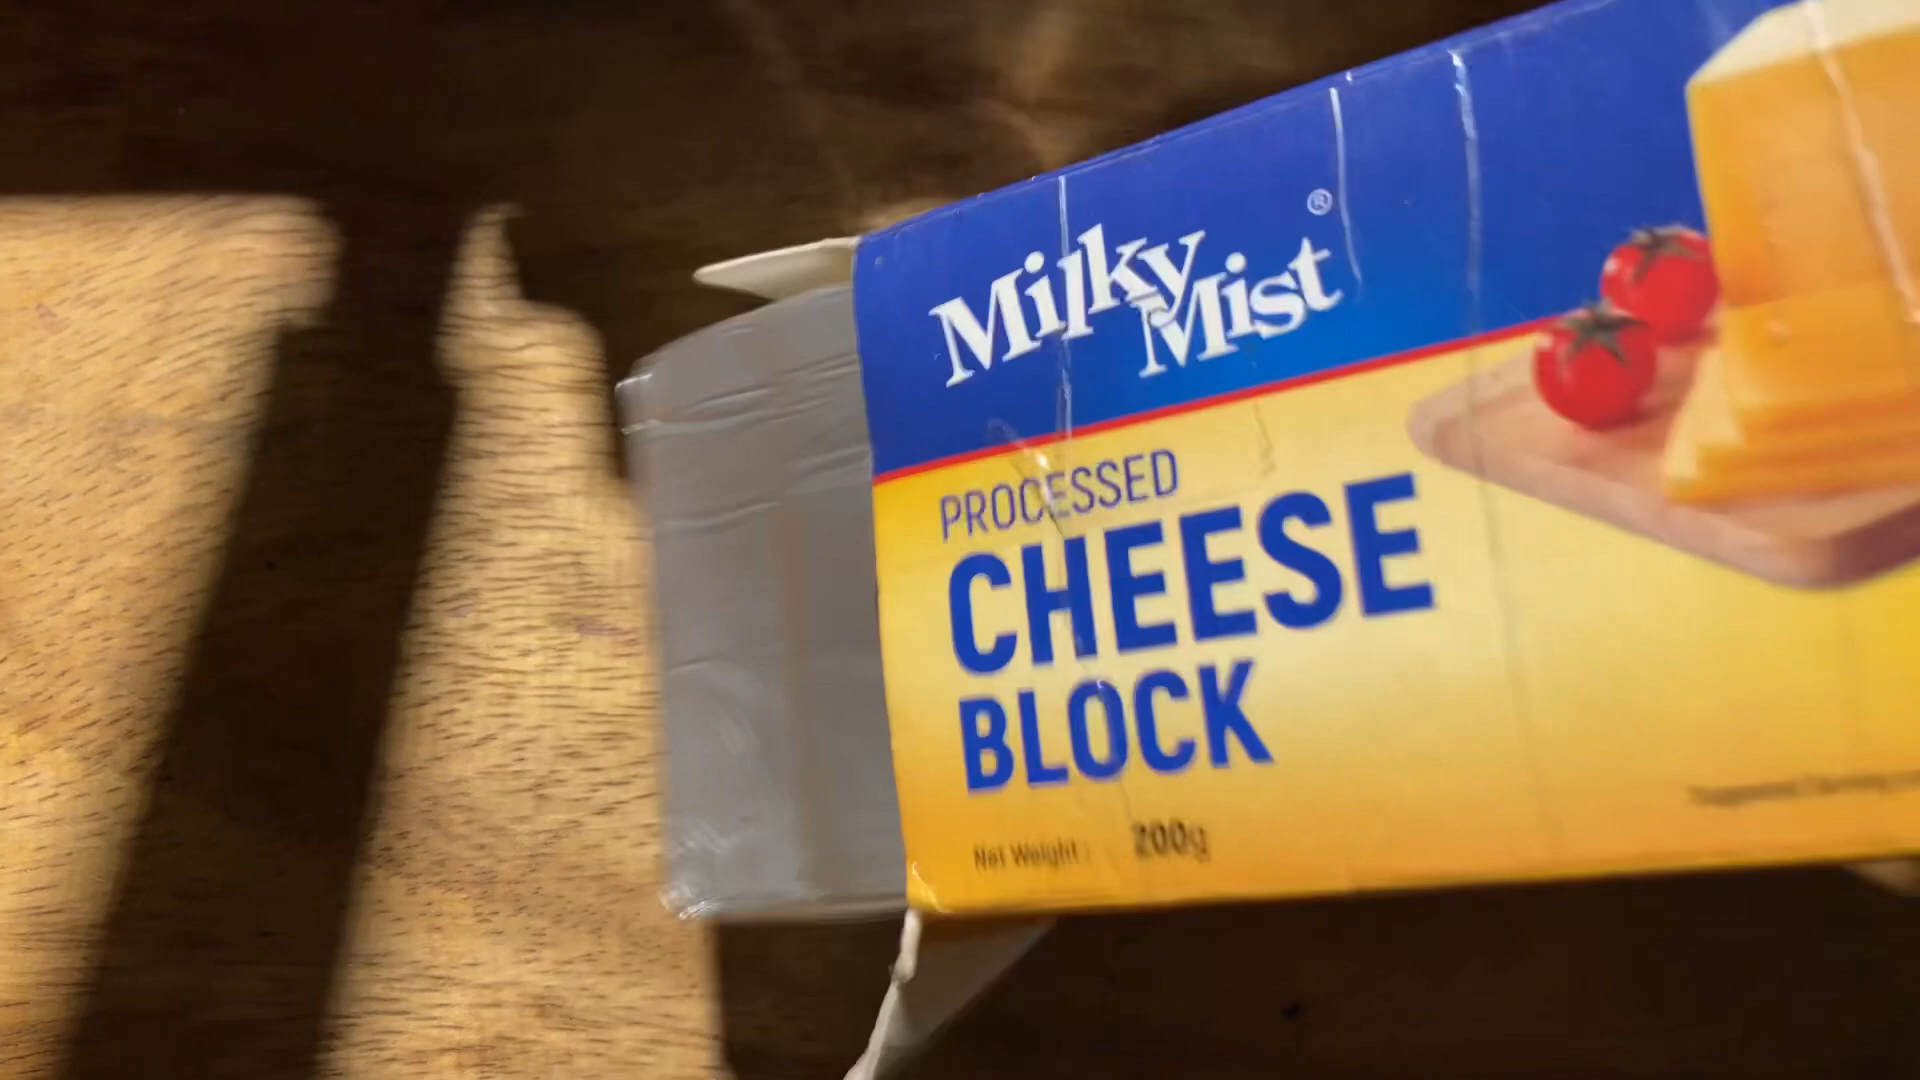 Milky Mist ®
PROCESSED
CHEESE
BLOCK
Net Weight : 200g